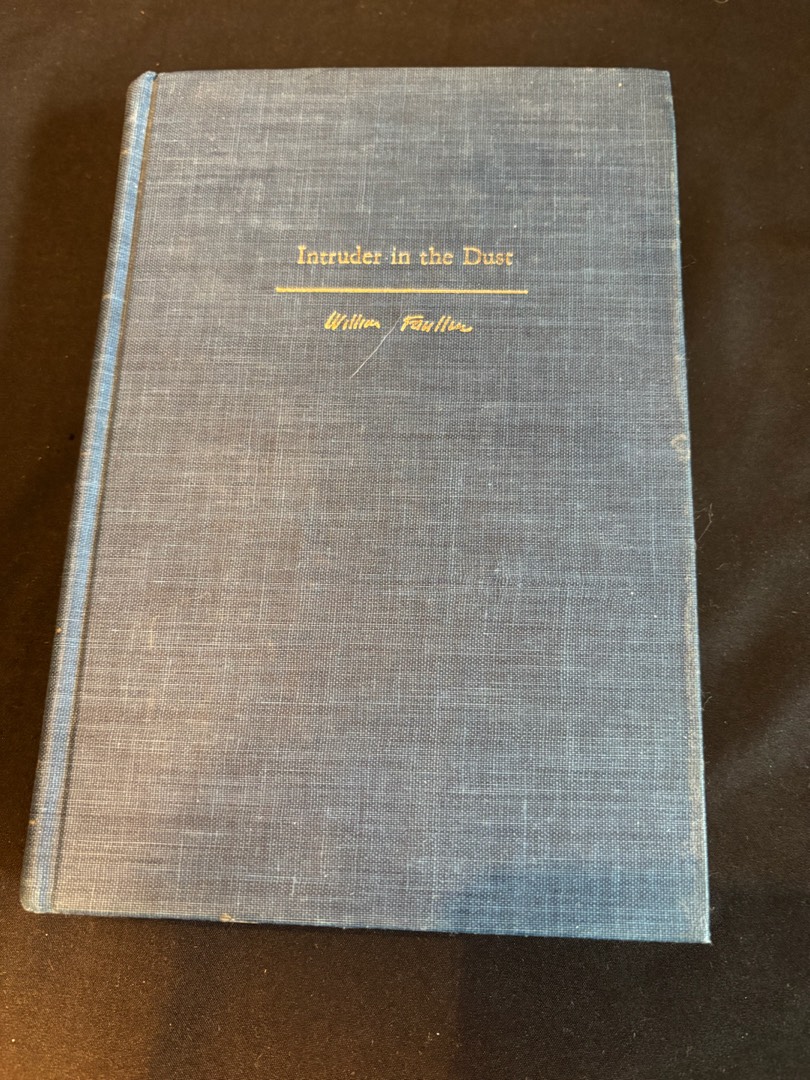 Intruder in the Dust
William Faulkner